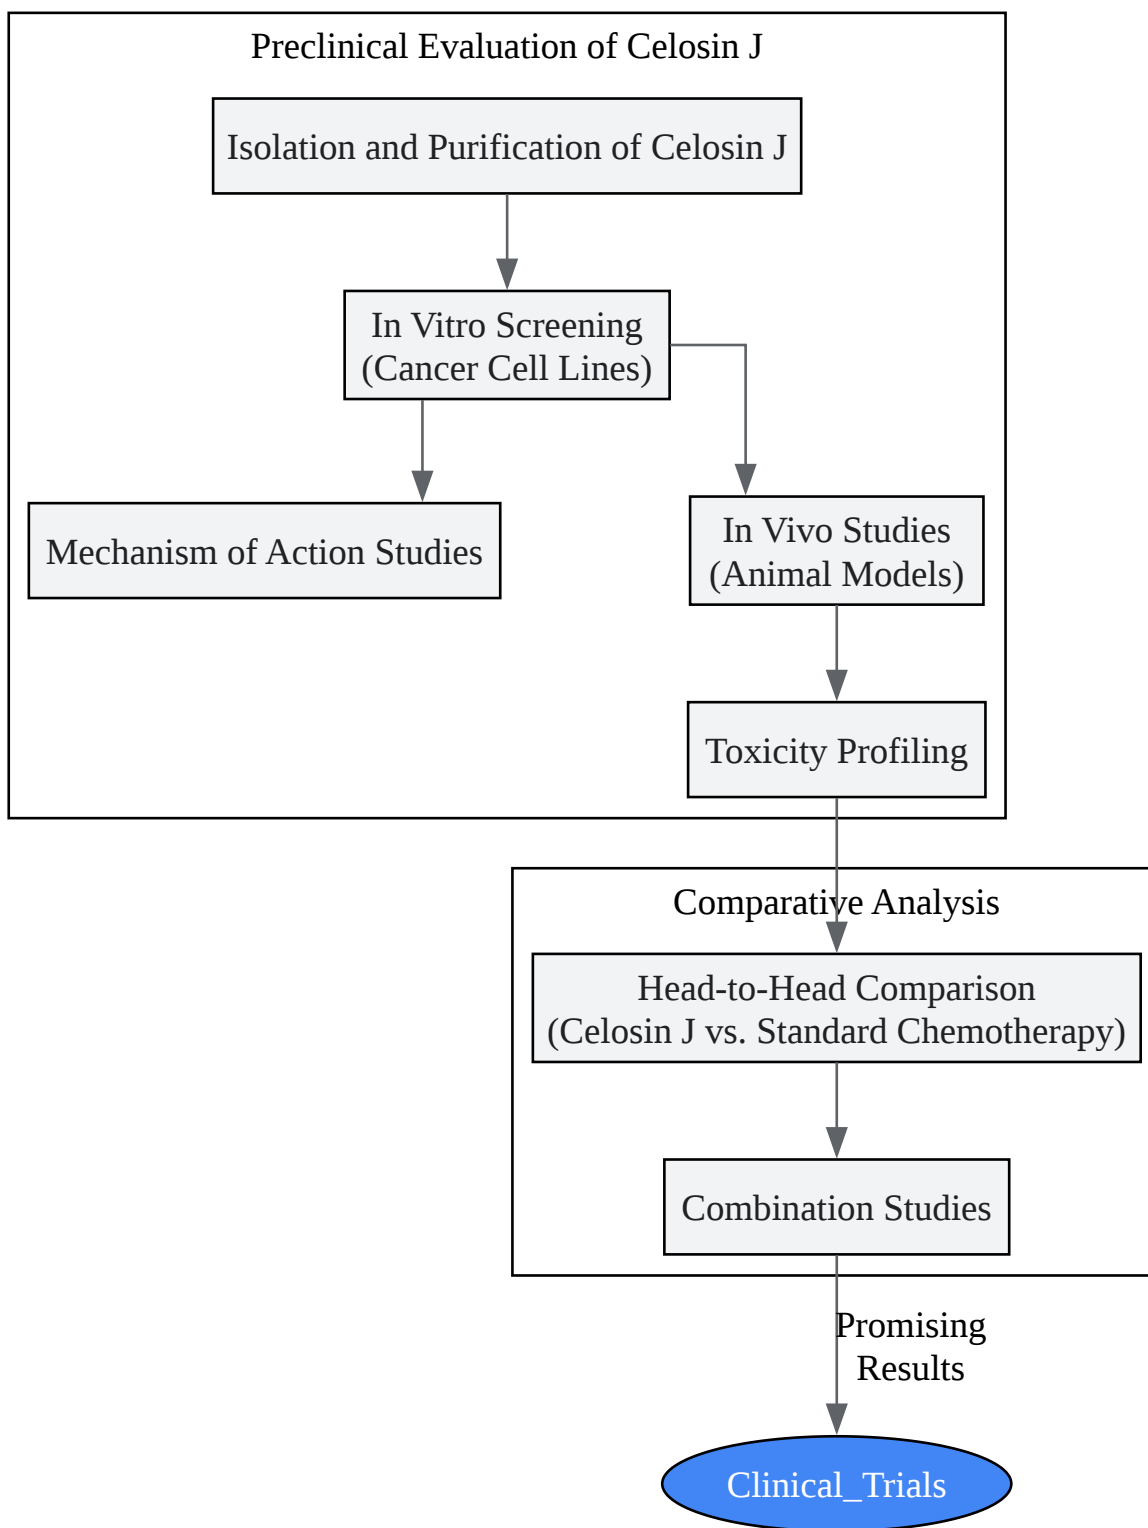 Preclinical Evaluation of Celosin J
Isolation and Purification of Celosin J
In Vitro Screening
(Cancer Cell Lines)
Mechanism of Action Studies
In Vivo Studies
(Animal Models)
Toxicity Profiling
Comparative Analysis
Head-to-Head Comparison
(Celosin J vs. Standard Chemotherapy)
Combination Studies
Promising
Results
Clinical_Trials